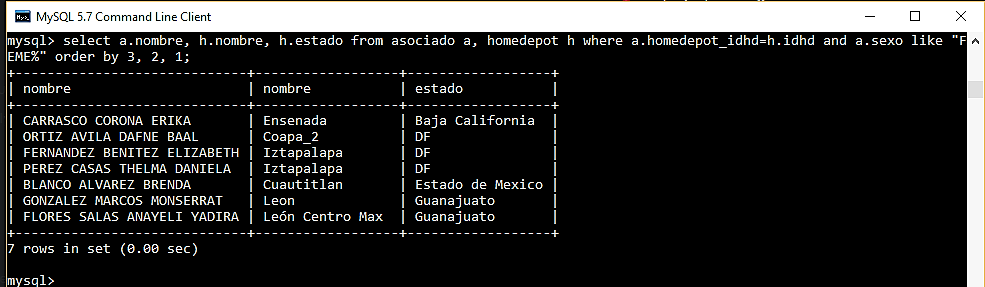 MySQL 5.7 Command Line Client
mysql> select a.nombre, h.nombre, h.estado from asociado a, homedepot h where a.homedepot_idhd=h.idhd and a.sexo like "F
EME%" order by 3, 2, 1;
+----------------------------+------------------+------------------+
| nombre                     | nombre           | estado           |
+----------------------------+------------------+------------------+
| CARRASCO CORONA ERIKA      | Ensenada         | Baja California  |
| ORTIZ AVILA DAFNE BAAL     | Coapa_2          | DF               |
| FERNANDEZ BENITEZ ELIZABETH | Iztapalapa       | DF               |
| PEREZ CASAS THELMA DANIELA | Iztapalapa       | DF               |
| BLANCO ALVAREZ BRENDA      | Cuautitlan       | Estado de Mexico |
| GONZALEZ MARCOS MONSERRAT  | Leon             | Guanajuato       |
| FLORES SALAS ANAYELI YADIRA | León Centro Max  | Guanajuato       |
+----------------------------+------------------+------------------+
7 rows in set (0.00 sec)
mysql>